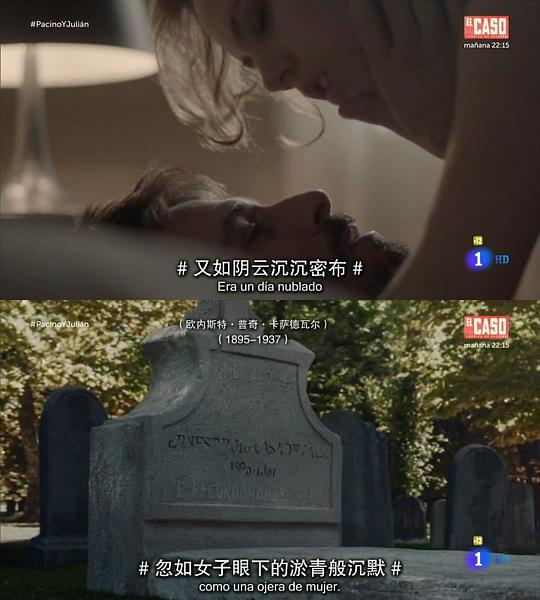 #PacinoYJulián
EL CASO
mañana 22:15
# 又如阴云沉沉密布 #
Era un día nublado
1 HD
#PacinoYJulián
EL CASO
mañana 22:15
(欧内斯特·普奇·卡萨德瓦尔)
(1895–1937)
# 忽如女子眼下的淤青般沉默 #
como una ojera de mujer.
1 HD